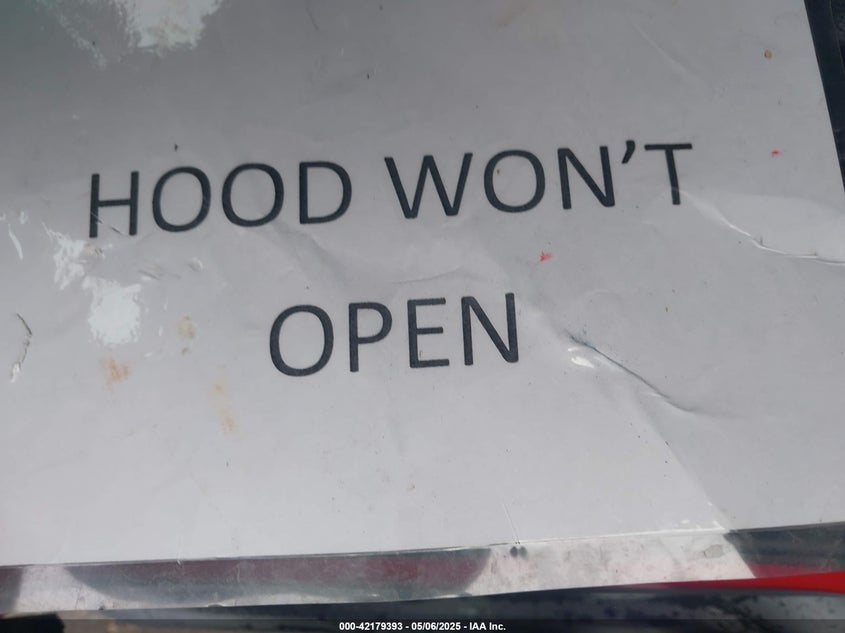 HOOD WON’T
OPEN
000-42179393 - 05/06/2025 - IAA Inc.